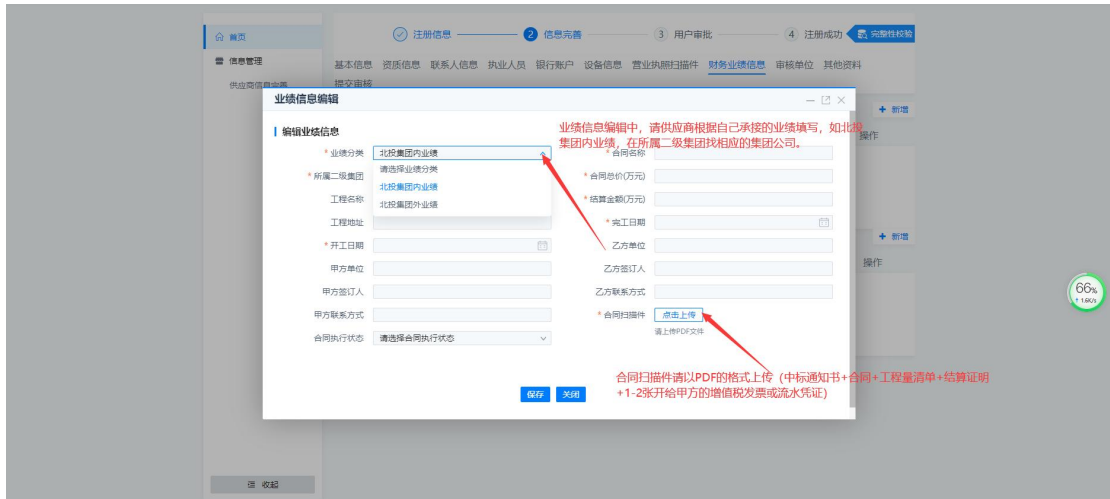 首页
注册信息
2 信息完善
3 用户审批
4 注册成功
完整性校验
信息管理
基本信息 资质信息 联系人信息 执业人员 银行账户 设备信息 营业执照扫描件 财务业绩信息 审核单位 其他资料
供应商信息完善
提交审核
业绩信息编辑
新增
编辑业绩信息
业绩信息编辑中，请供应商根据自己承接的业绩填写，如北投
集团内业绩，在所属二级集团找相应的集团公司。
操作
* 业绩分类 北投集团内业绩
* 合同名称
请选择业绩分类
* 所属二级集团
* 合同总价(万元)
北投集团内业绩
工程名称
* 结算金额(万元)
北投集团外业绩
工程地址
* 完工日期
新增
* 开工日期
乙方单位
操作
甲方单位
乙方签订人
甲方签订人
乙方联系方式
66%
甲方联系方式
* 合同扫描件 点击上传
请上传PDF文件
合同执行状态 请选择合同执行状态
合同扫描件请以PDF的格式上传（中标通知书+合同+工程量清单+结算证明
+1-2张开给甲方的增值税发票或流水凭证）
保存 关闭
收起